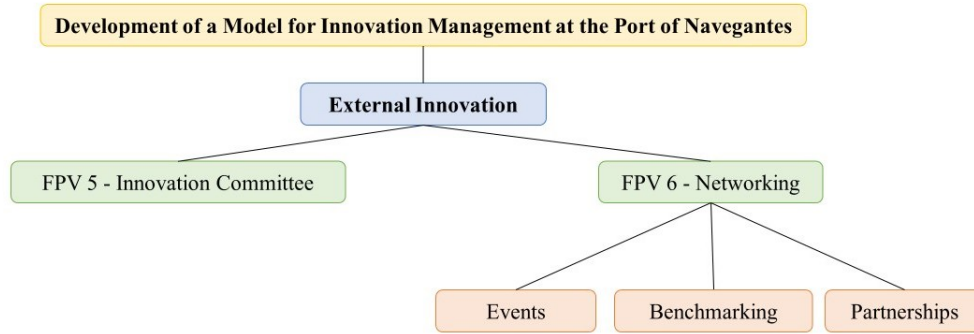 Development of a Model for Innovation Management at the Port of Navegantes
External Innovation
FPV 5 - Innovation Committee
FPV 6 - Networking
Events
Benchmarking
Partnerships